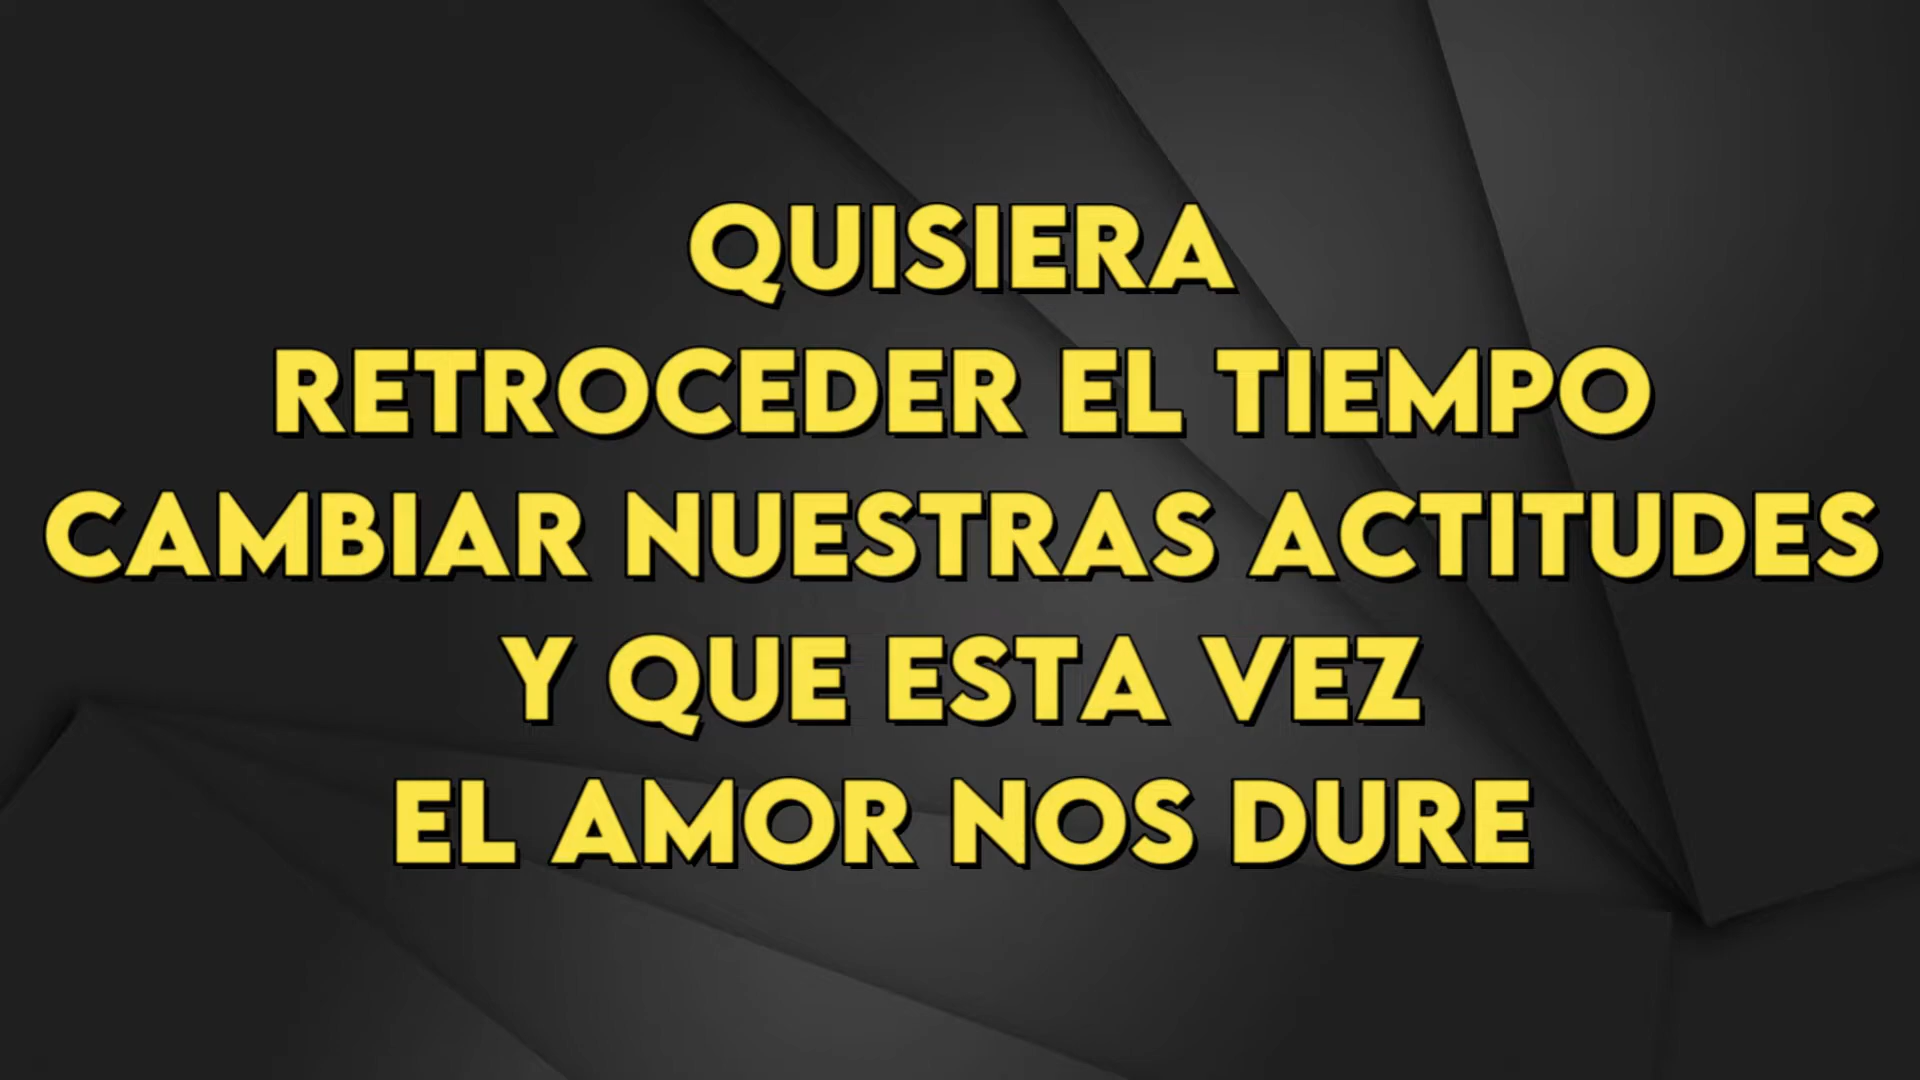 QUISIERA
RETROCEDER EL TIEMPO
CAMBIAR NUESTRAS ACTITUDES
Y QUE ESTA VEZ
EL AMOR NOS DURE